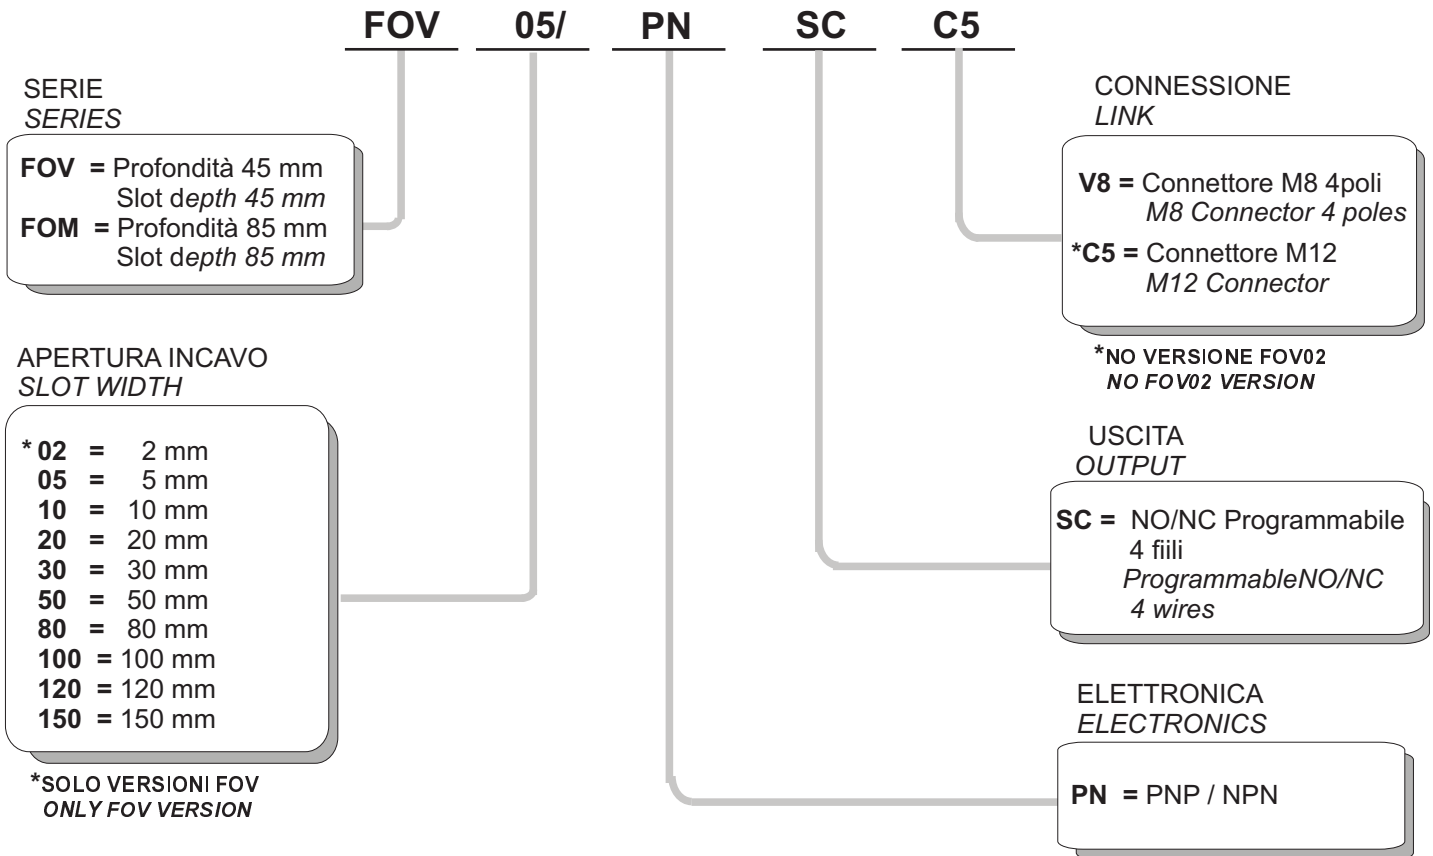 FOV 05/ PN SC C5
SERIE
SERIES
FOV = Profondità 45 mm
Slot depth 45 mm
FOM = Profondità 85 mm
Slot depth 85 mm
APERTURA INCAVO
SLOT WIDTH
*02 = 2 mm
05 = 5 mm
10 = 10 mm
20 = 20 mm
30 = 30 mm
50 = 50 mm
80 = 80 mm
100 = 100 mm
120 = 120 mm
150 = 150 mm
*SOLO VERSIONI FOV
ONLY FOV VERSION
CONNESSIONE
LINK
V8 = Connettore M8 4poli
M8 Connector 4 poles
*C5 = Connettore M12
M12 Connector
*NO VERSIONE FOV02
NO FOV02 VERSION
USCITA
OUTPUT
SC = NO/NC Programmabile
4 fiili
ProgrammableNO/NC
4 wires
ELETTRONICA
ELECTRONICS
PN = PNP / NPN